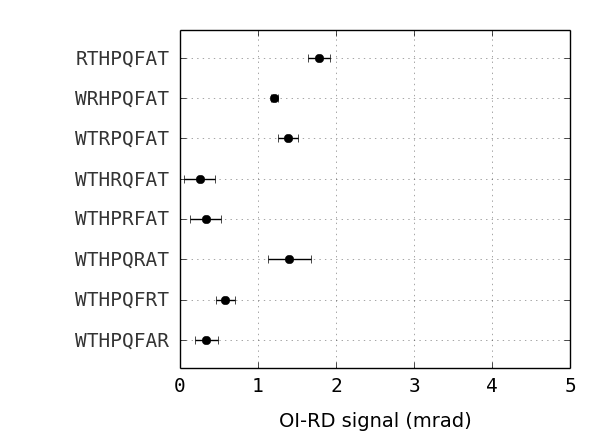 RTHPQFAT
WRHPQFAT
WTRPQFAT
WTHRQFAT
WTHPRFAT
WTHPQRAT
WTHPQFRT
WTHPQFAR
0 1 2 3 4 5
OI-RD signal (mrad)